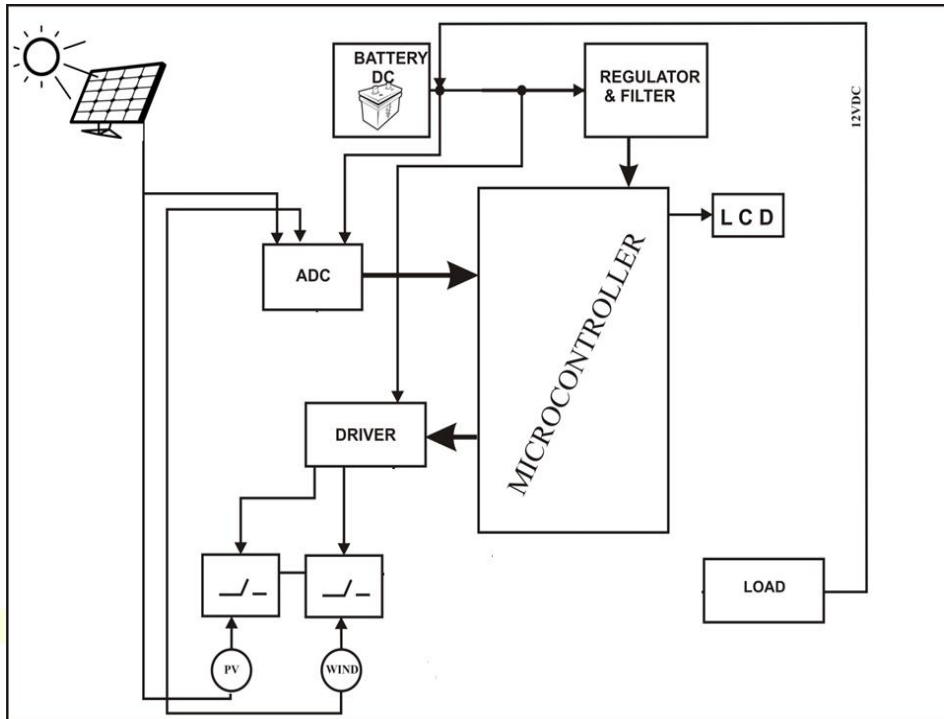 BATTERY
DC
REGULATOR
& FILTER
12VDC
L C D
ADC
MICROCONTROLLER
DRIVER
LOAD
PV
WIND